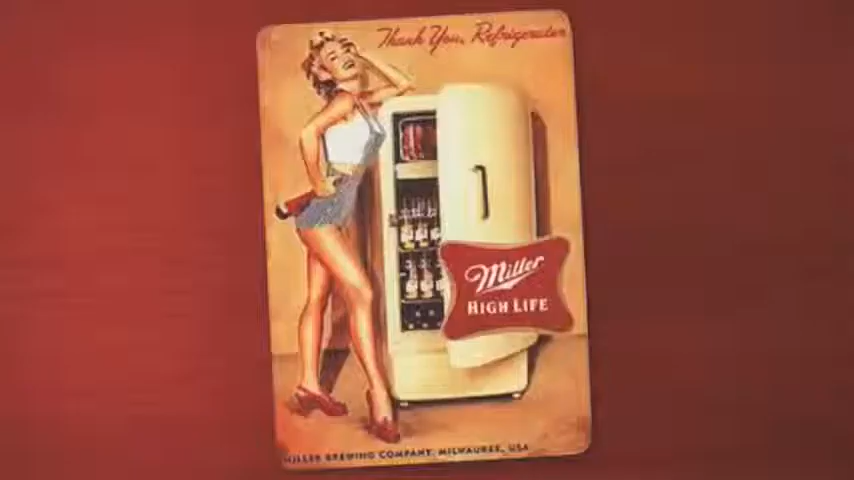 Thank You, Refrigerator
Miller
HIGH LIFE
MILLER BREWING COMPANY, MILWAUKEE, USA